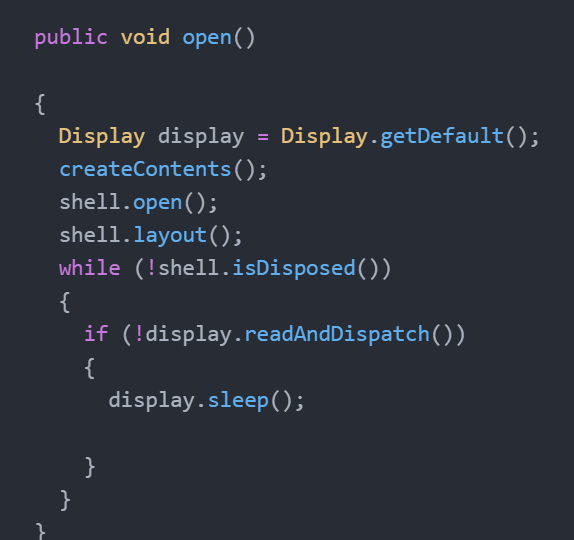 public void open()
{
Display display = Display.getDefault();
createContents();
shell.open();
shell.layout();
while (!shell.isDisposed())
{
if (!display.readAndDispatch())
{
display.sleep();
}
}
}